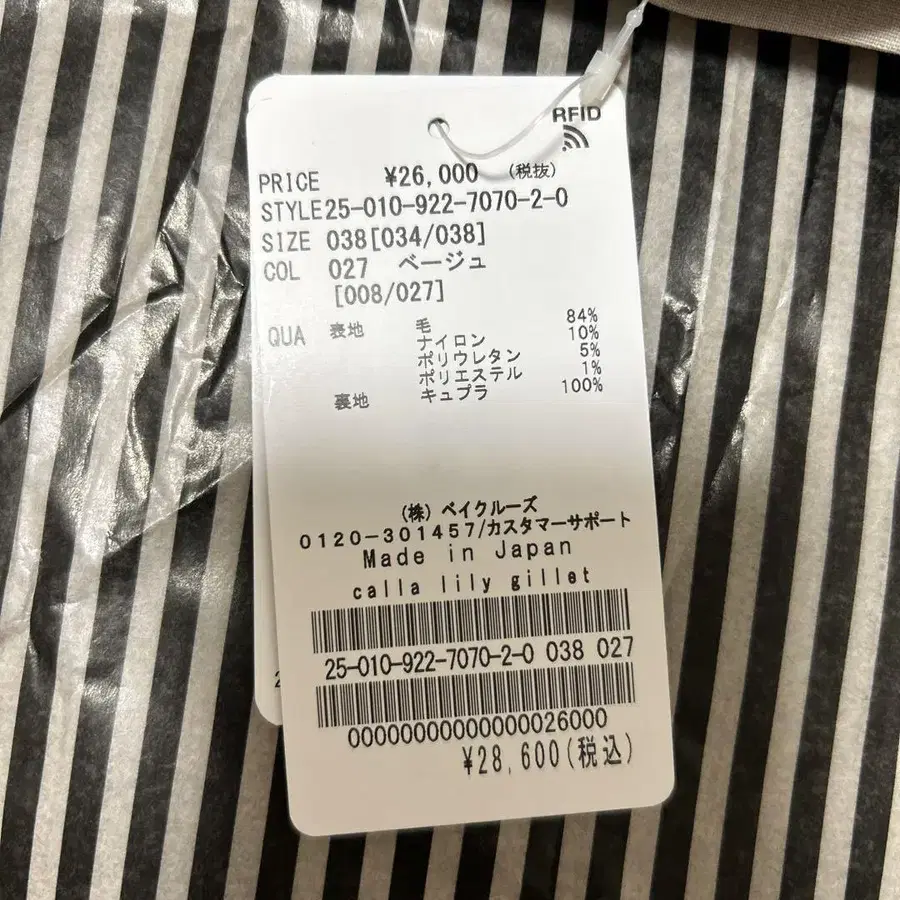 RFID
PRICE ¥26,000 (税抜)
STYLE25-010-922-7070-2-0
SIZE 038[034/038]
COL 027 ベージュ
[008/027]
QUA 表地 毛 84%
ナイロン 10%
ポリウレタン 5%
ポリエステル 1%
裏地 キュプラ 100%
(株) ベイクルーズ
0120-301457/カスタマーサポート
Made in Japan
calla lily gillet
25-010-922-7070-2-0 038 027
2
00000000000000026000
¥28,600(税込)